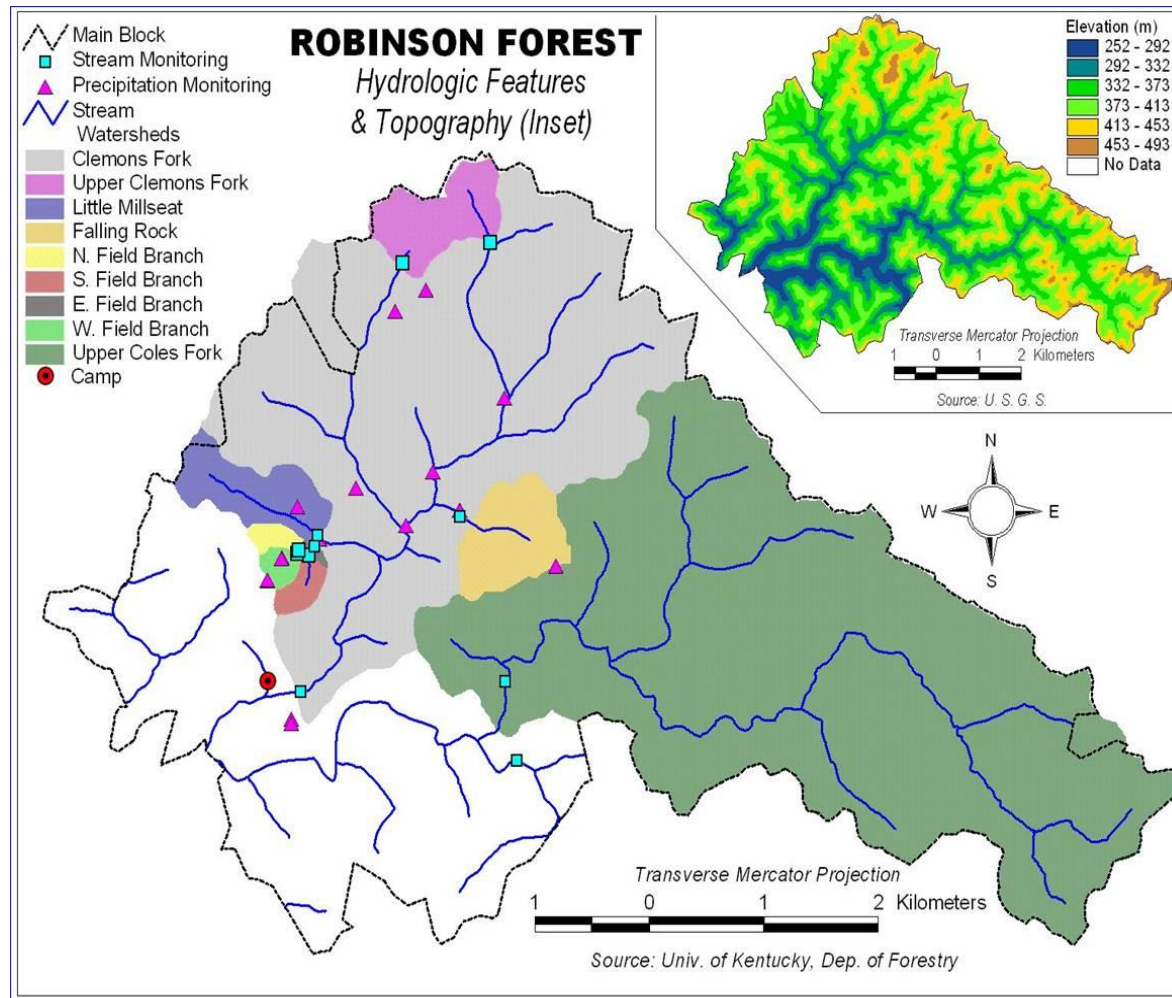 ROBINSON FOREST
Hydrologic Features
& Topography (Inset)
Main Block
Stream Monitoring
Precipitation Monitoring
Stream
Watersheds
Clemons Fork
Upper Clemons Fork
Little Millseat
Falling Rock
N. Field Branch
S. Field Branch
E. Field Branch
W. Field Branch
Upper Coles Fork
Camp
Elevation (m)
252 - 292
292 - 332
332 - 373
373 - 413
413 - 453
453 - 493
No Data
Transverse Mercator Projection
1 0 1 2 Kilometers
Source: U. S. G. S.
N
W E
S
Transverse Mercator Projection
1 0 1 2 Kilometers
Source: Univ. of Kentucky, Dep. of Forestry